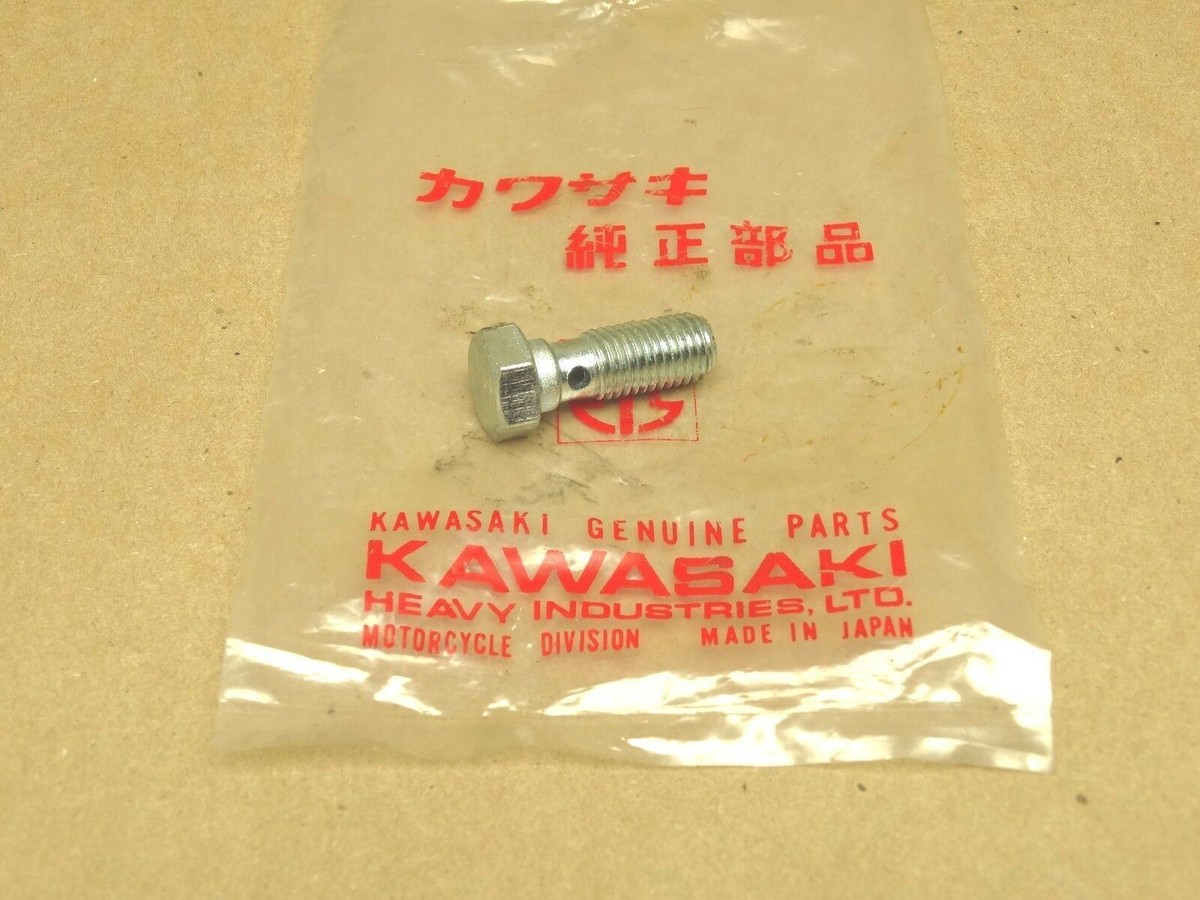 カワサキ
純正部品
KAWASAKI GENUINE PARTS
KAWASAKI
HEAVY INDUSTRIES, LTD.
MOTORCYCLE DIVISION MADE IN JAPAN